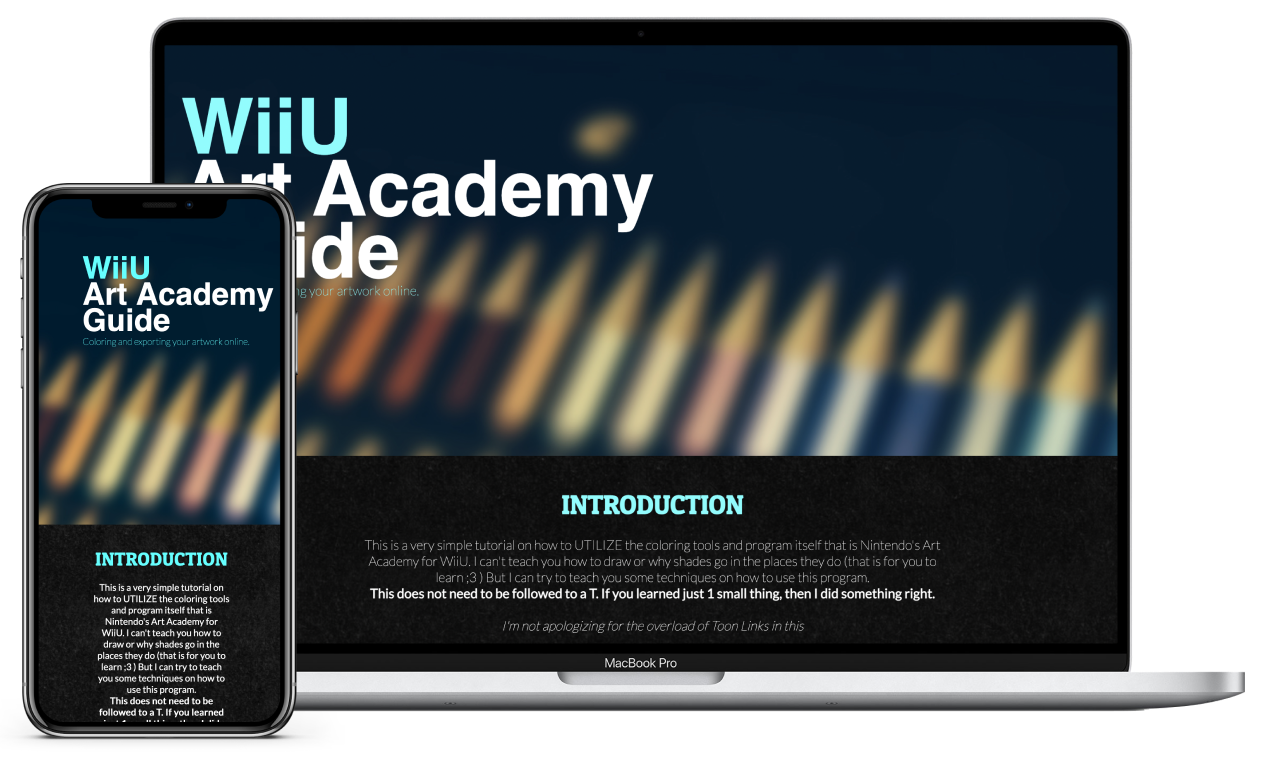 WiiU
Art Academy
ide
ng your artwork online.
INTRODUCTION
This is a very simple tutorial on how to UTILIZE the coloring tools and program itself that is Nintendo's Art
Academy for WiiU. I can't teach you how to draw or why shades go in the places they do (that is for you to
learn ;3 ) But I can try to teach you some techniques on how to use this program.
This does not need to be followed to a T. If you learned just 1 small thing, then I did something right.
I'm not apologizing for the overload of Toon Links in this
MacBook Pro
WiiU
Art Academy
Guide
Coloring and exporting your artwork online.
INTRODUCTION
This is a very simple tutorial on
how to UTILIZE the coloring tools
and program itself that is
Nintendo's Art Academy for
WiiU. I can't teach you how to
draw or why shades go in the
places they do (that is for you to
learn ;3 ) But I can try to teach
you some techniques on how to
use this program.
This does not need to be
followed to a T. If you learned